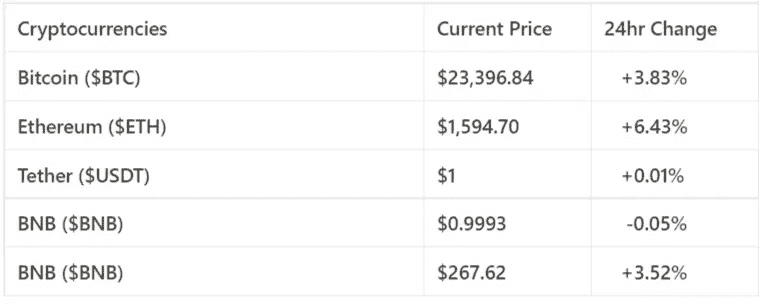 Cryptocurrencies Current Price 24hr Change
Bitcoin ($BTC) $23,396.84 +3.83%
Ethereum ($ETH) $1,594.70 +6.43%
Tether ($USDT) $1 +0.01%
BNB ($BNB) $0.9993 -0.05%
BNB ($BNB) $267.62 +3.52%